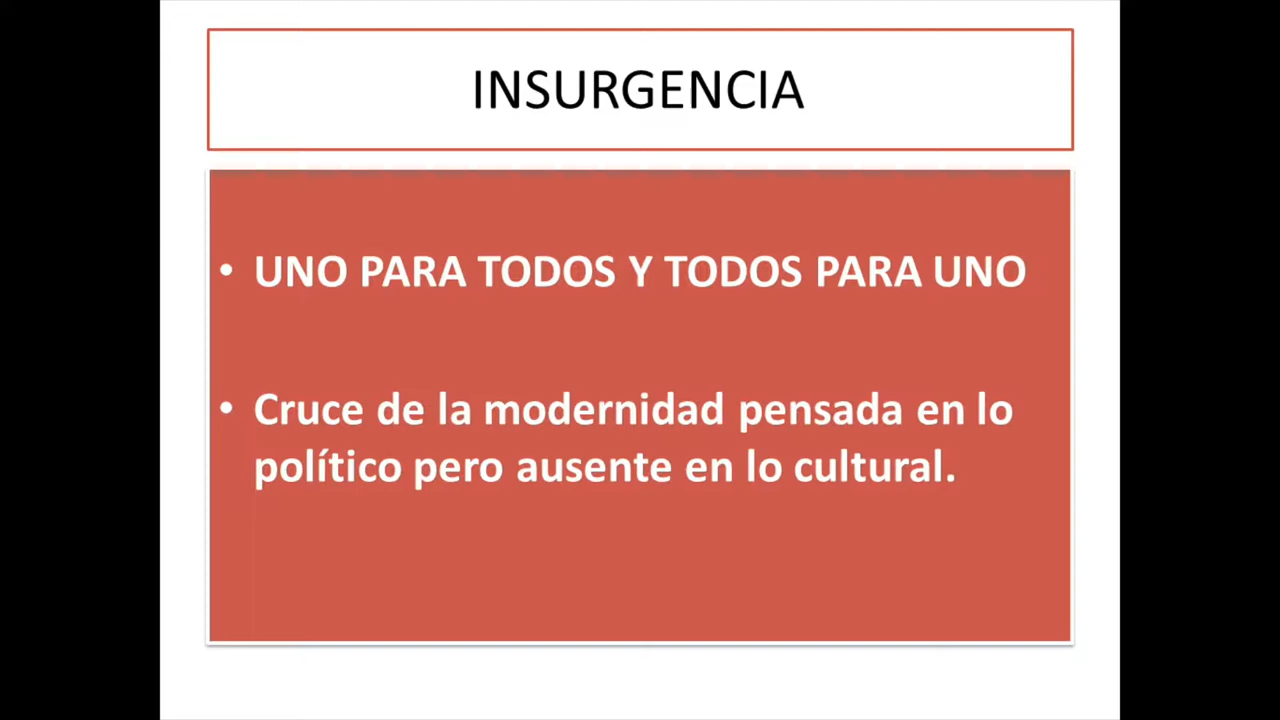 INSURGENCIA
• UNO PARA TODOS Y TODOS PARA UNO
• Cruce de la modernidad pensada en lo
político pero ausente en lo cultural.